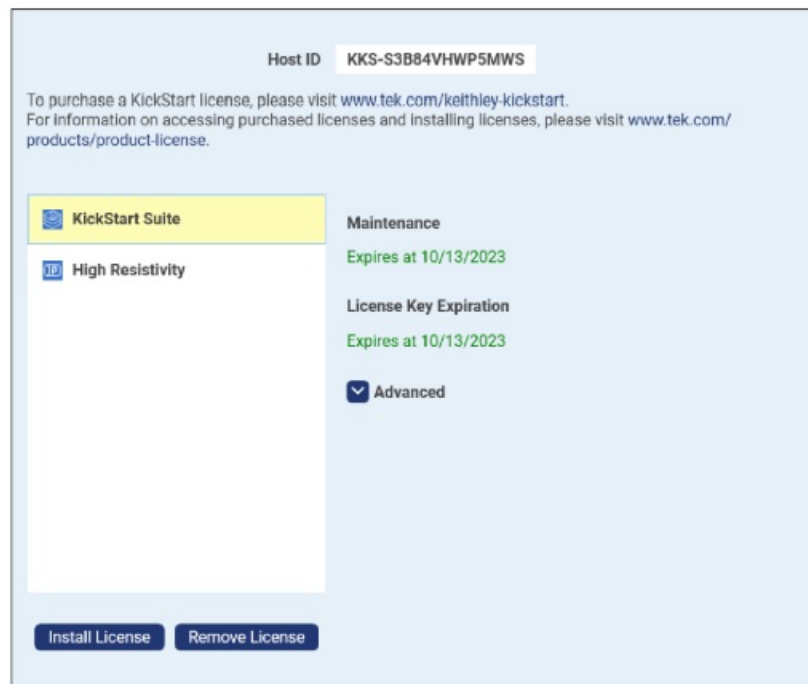 Host ID KKS-S3B84VHWP5MWS
To purchase a KickStart license, please visit www.tek.com/keithley-kickstart.
For information on accessing purchased licenses and installing licenses, please visit www.tek.com/
products/product-license.
KickStart Suite
High Resistivity
Maintenance
Expires at 10/13/2023
License Key Expiration
Expires at 10/13/2023
Advanced
Install License Remove License